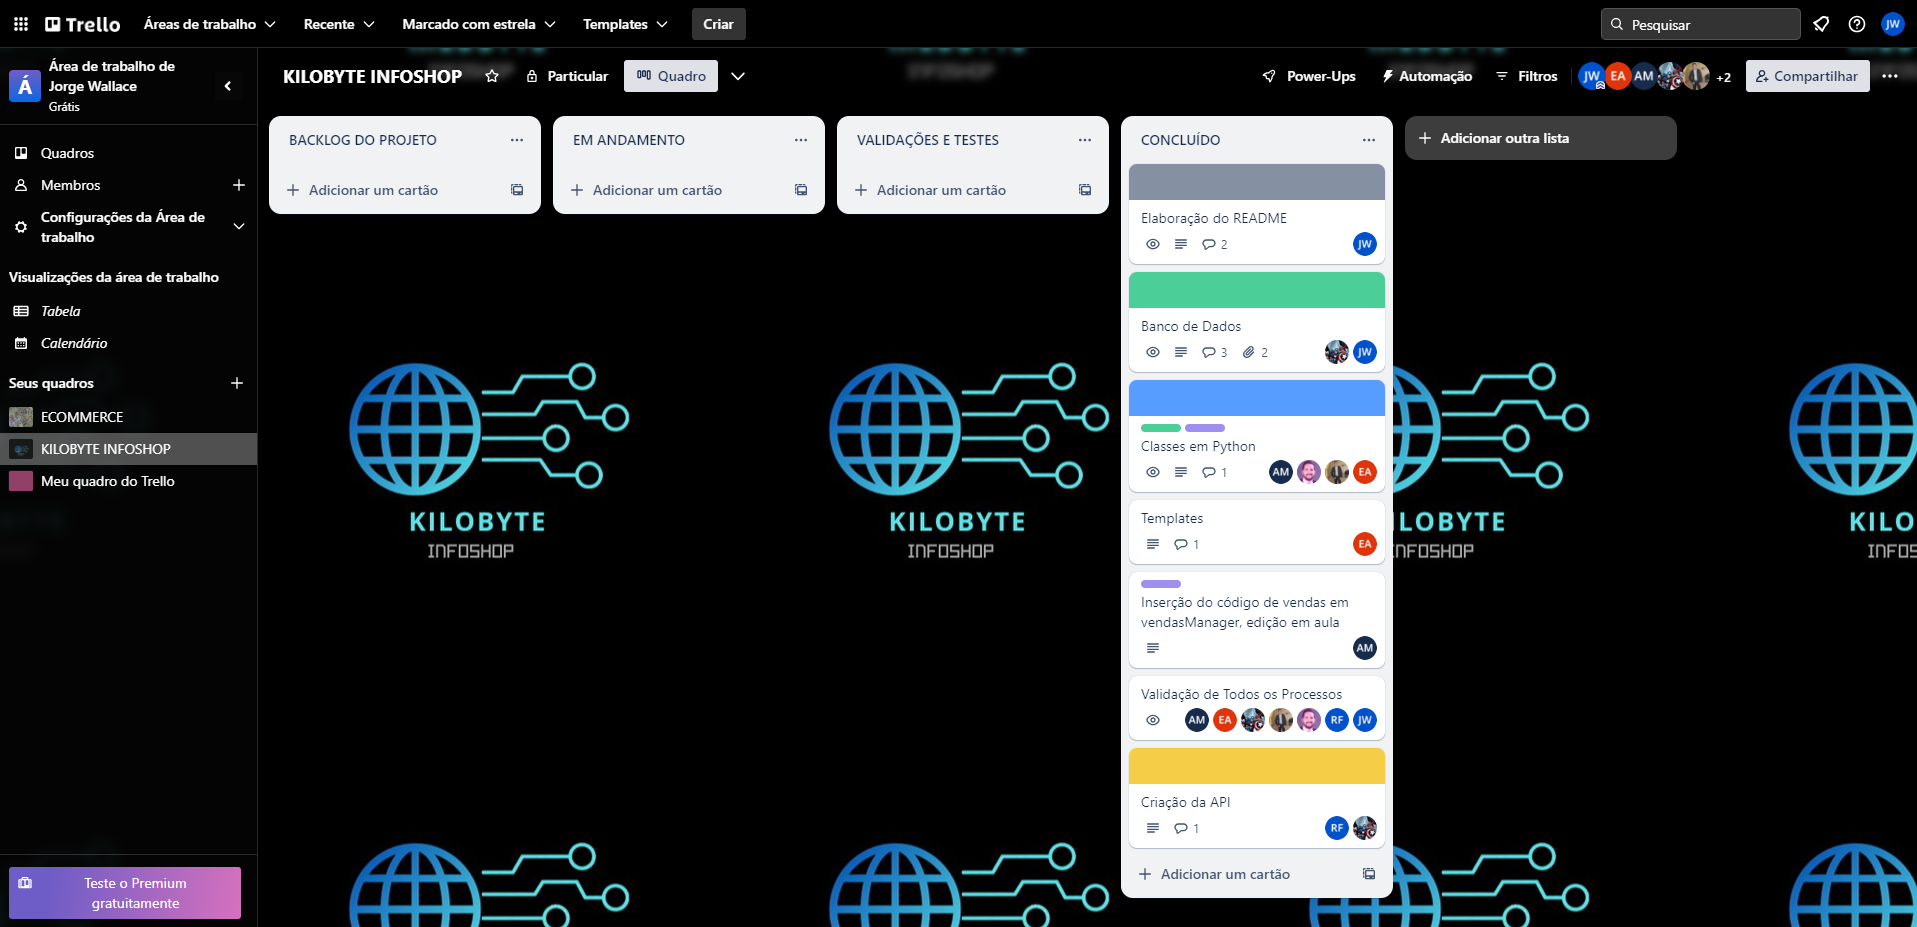 Trello
Áreas de trabalho
Recente
Marcado com estrela
Templates
Criar
Pesquisar
JW
Á
Área de trabalho de
Jorge Wallace
Grátis
KILOBYTE INFOSHOP
Particular
Quadro
Power-Ups
Automação
Filtros
JW
EA
AM
+2
Compartilhar
Quadros
Membros
Configurações da Área de
trabalho
Visualizações da área de trabalho
Tabela
Calendário
Seus quadros
ECOMMERCE
KILOBYTE INFOSHOP
Meu quadro do Trello
Teste o Premium
gratuitamente
BACKLOG DO PROJETO
Adicionar um cartão
EM ANDAMENTO
Adicionar um cartão
VALIDAÇÕES E TESTES
Adicionar um cartão
CONCLUÍDO
Elaboração do README
2
JW
Banco de Dados
3
2
JW
Classes em Python
1
AM
EA
Templates
1
EA
Inserção do código de vendas em
vendasManager, edição em aula
AM
Validação de Todos os Processos
AM
EA
RF
JW
Criação da API
1
RF
Adicionar um cartão
Adicionar outra lista
KILOBYTE
INFOSHOP
KILOBYTE
INFOSHOP
ILOBYTE
INFOSHOP
KILO
INFOS